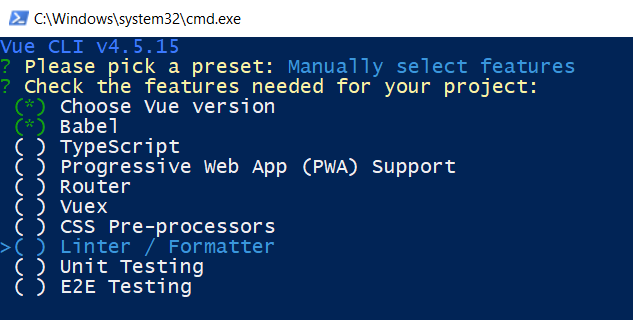 C:\Windows\system32\cmd.exe
Vue CLI v4.5.15
? Please pick a preset: Manually select features
? Check the features needed for your project:
 (*) Choose Vue version
 (*) Babel
 ( ) TypeScript
 ( ) Progressive Web App (PWA) Support
 ( ) Router
 ( ) Vuex
 ( ) CSS Pre-processors
>( ) Linter / Formatter
 ( ) Unit Testing
 ( ) E2E Testing